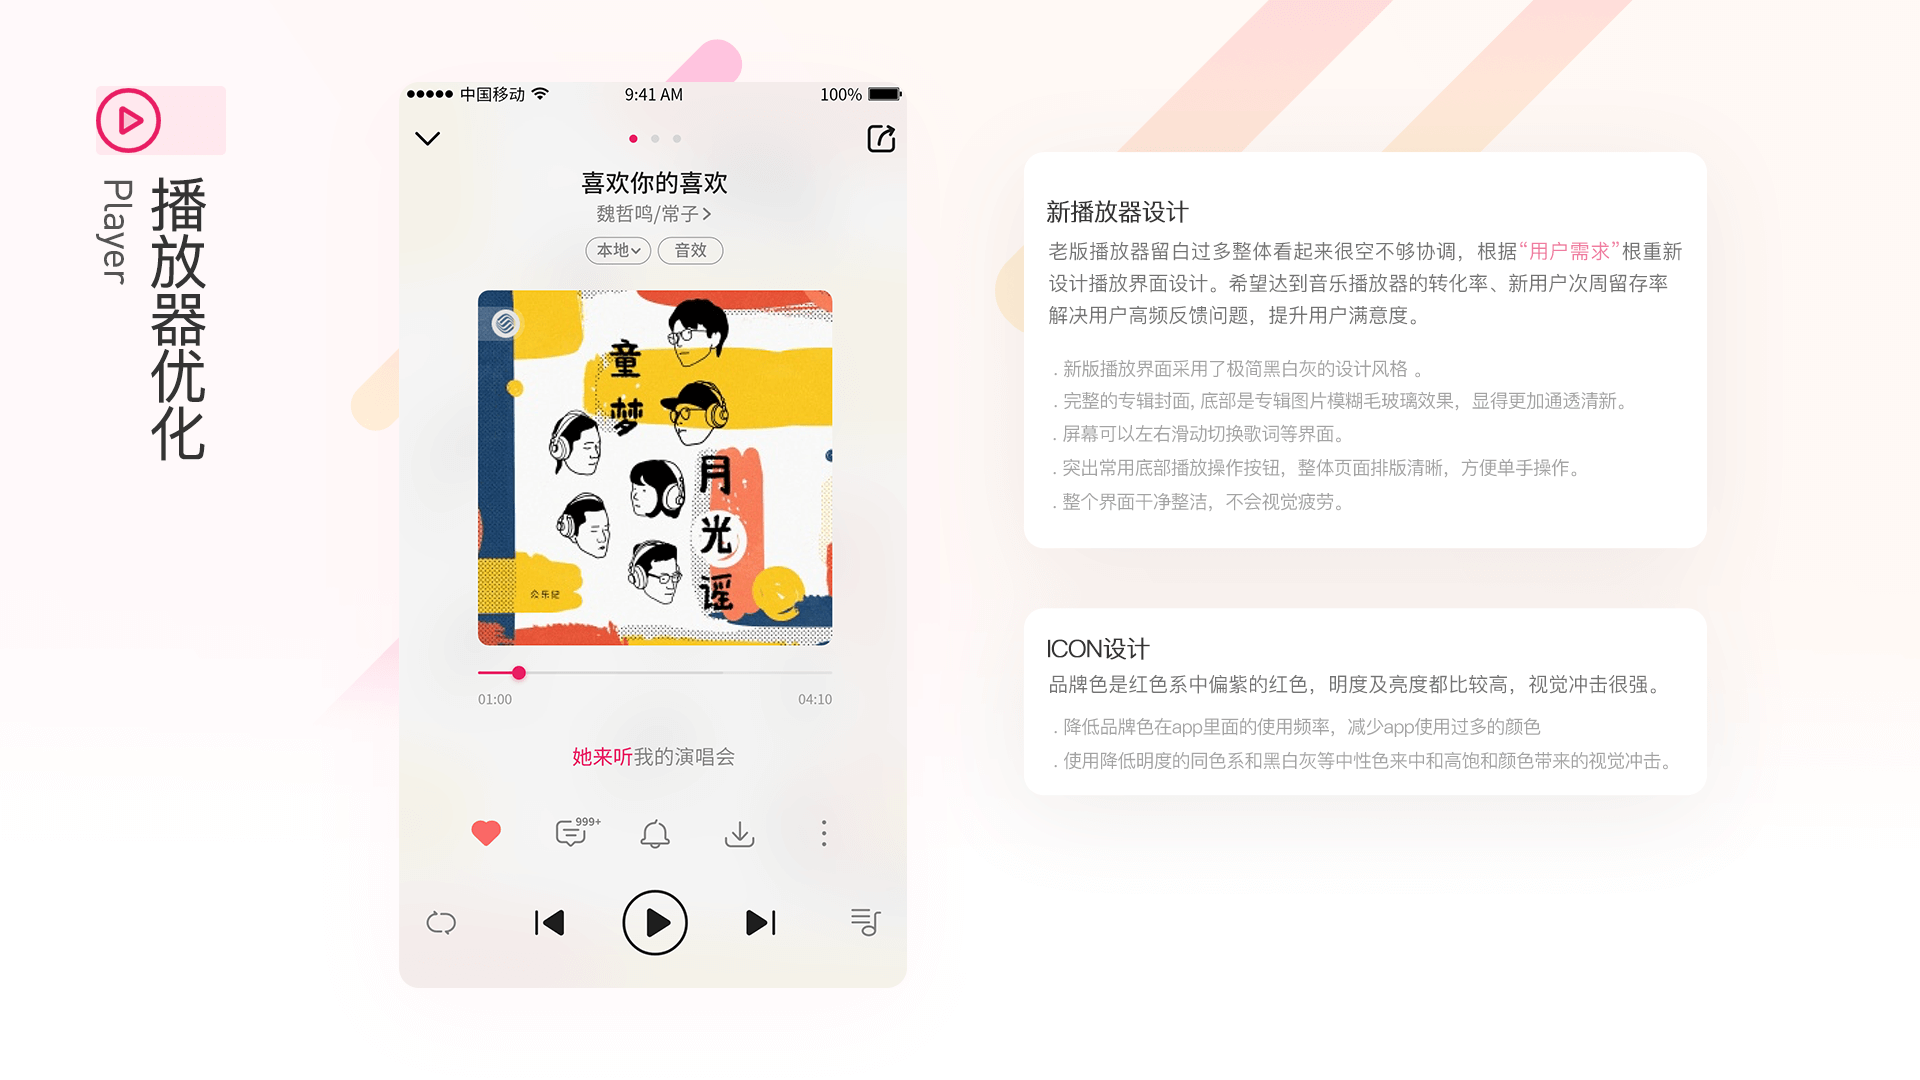 播放器优化
Player
中国移动
9:41 AM
100%
喜欢你的喜欢
魏哲鸣/常子
本地
音效
童梦
月光谣
公乐纪
01:00
04:10
她来听我的演唱会
999+
新播放器设计
老版播放器留白过多整体看起来很空不够协调，根据“用户需求”根重新
设计播放界面设计。希望达到音乐播放器的转化率、新用户次周留存率
解决用户高频反馈问题，提升用户满意度。
. 新版播放界面采用了极简黑白灰的设计风格 。
. 完整的专辑封面, 底部是专辑图片模糊毛玻璃效果，显得更加通透清新。
. 屏幕可以左右滑动切换歌词等界面。
. 突出常用底部播放操作按钮，整体页面排版清晰，方便单手操作。
. 整个界面干净整洁，不会视觉疲劳。
ICON设计
品牌色是红色系中偏紫的红色，明度及亮度都比较高，视觉冲击很强。
. 降低品牌色在app里面的使用频率，减少app使用过多的颜色
. 使用降低明度的同色系和黑白灰等中性色来中和高饱和颜色带来的视觉冲击。